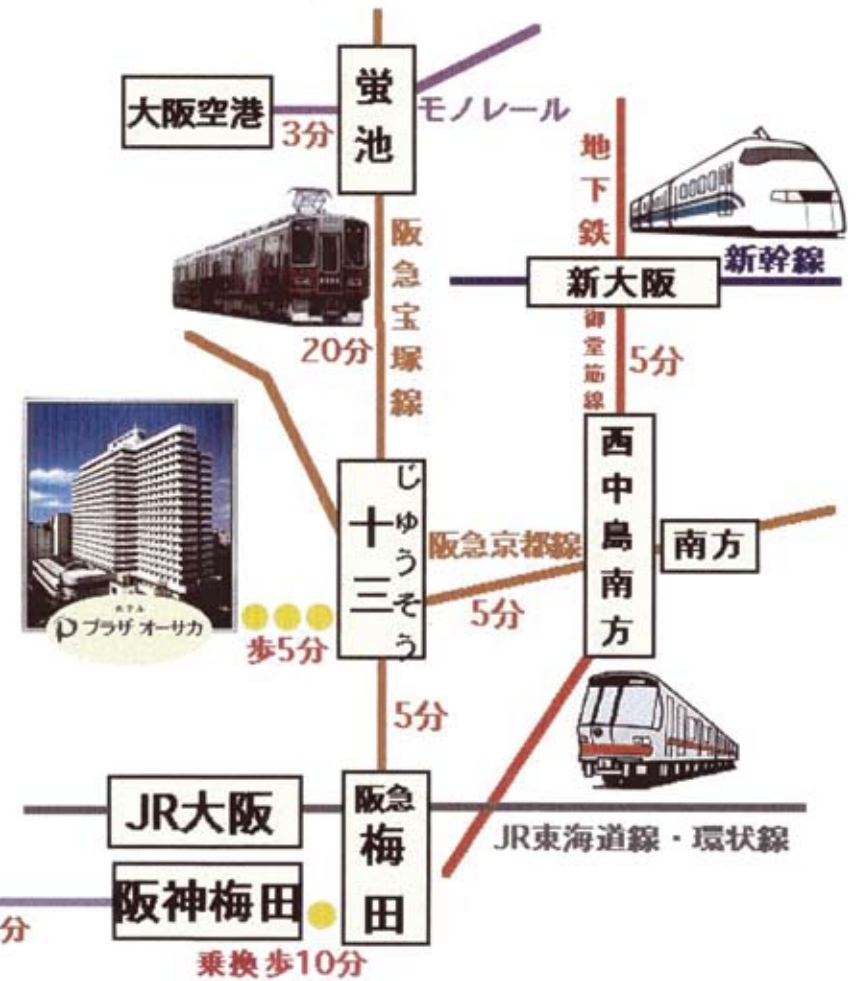 蛍池
大阪空港
3分
モノレール
地下鉄
阪急宝塚線
新幹線
新大阪
20分
御堂筋線
5分
西中島南方
じゅうそう
十三
阪急京都線
南方
5分
ホテル
プラザ オーサカ
歩5分
5分
JR大阪
阪急
梅田
JR東海道線・環状線
阪神梅田
分
乗換 歩10分